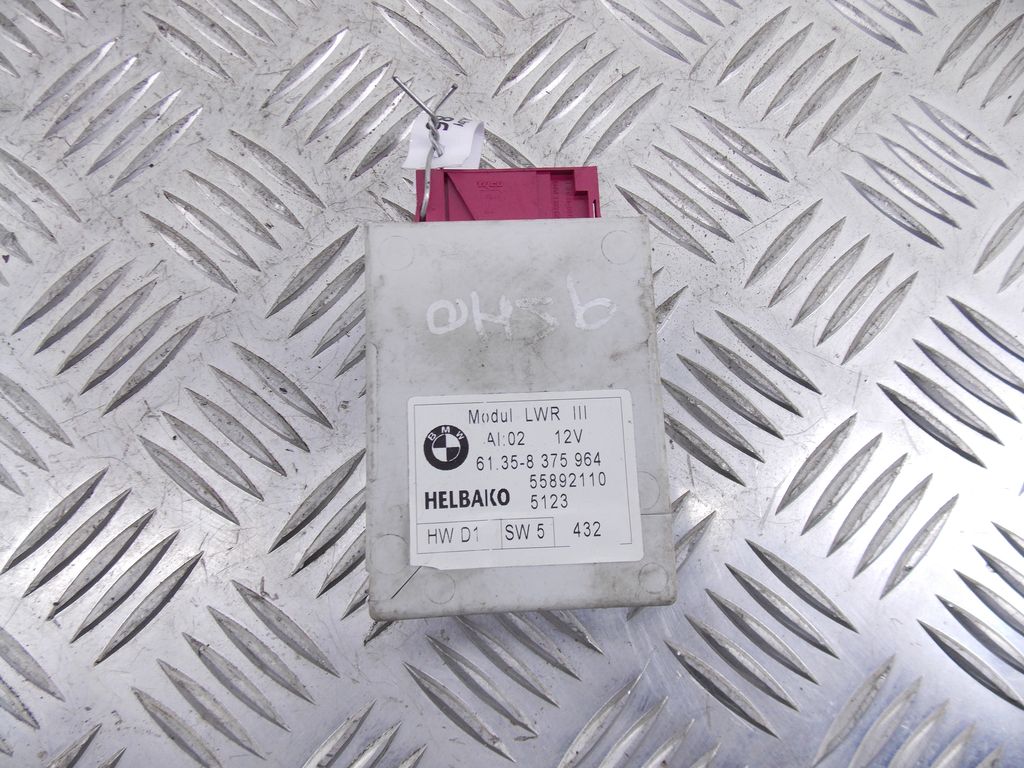 Modul LWR III
BMW
AI:02 12V
61.35-8 375 964
55892110
HELBAKO 5123
HW D1 SW 5 432